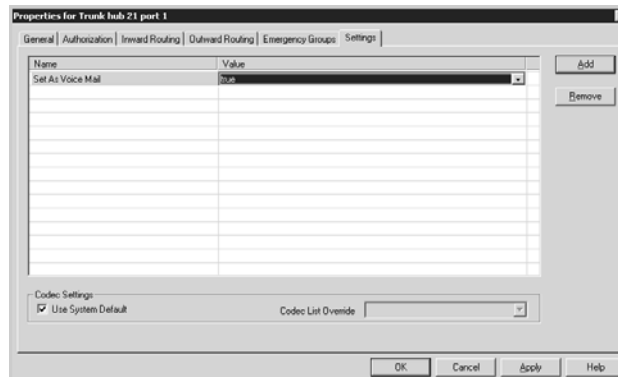 Properties for Trunk hub 21 port 1
General Authorization Inward Routing Outward Routing Emergency Groups Settings
Name Value
Set As Voice Mail true
Add
Remove
Codec Settings
Use System Default Codec List Override
OK Cancel Apply Help